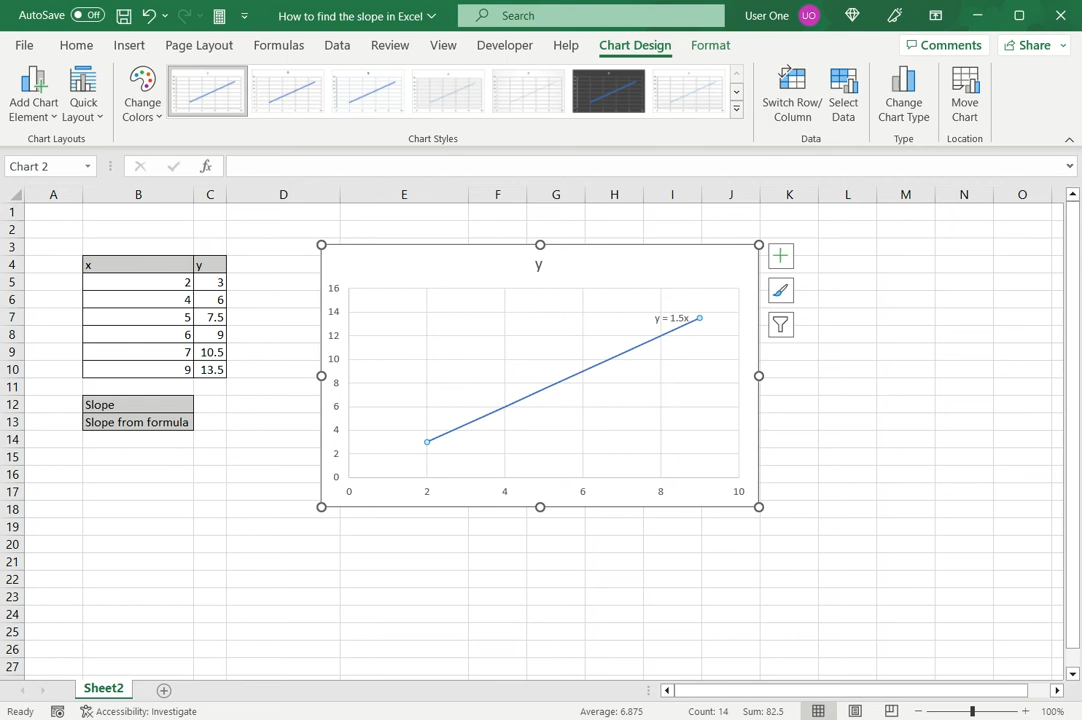 AutoSave Off How to find the slope in Excel Search User One UO
File Home Insert Page Layout Formulas Data Review View Developer Help Chart Design Format Comments Share
Add Chart Element Quick Layout Change Colors Switch Row/ Column Select Data Change Chart Type Move Chart
Chart Layouts Chart Styles Data Type Location
Chart 2 fx
A B C D E F G H I J K L M N O
1
2
3
4 x y
5 2 3
6 4 6
7 5 7.5
8 6 9
9 7 10.5
10 9 13.5
11
12 Slope
13 Slope from formula
14
15
16
17
18
19
20
21
22
23
24
25
26
27
y
16
14
y = 1.5x
12
10
8
6
4
2
0
0 2 4 6 8 10
Sheet2
Ready Accessibility: Investigate Average: 6.875 Count: 14 Sum: 82.5 100%